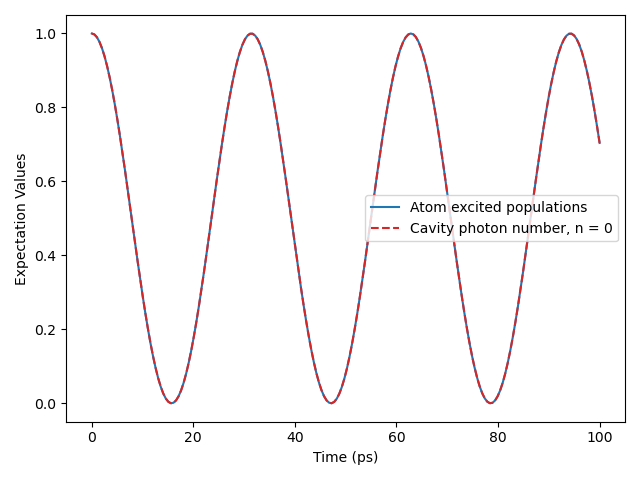 1.0
0.8
0.6
0.4
0.2
0.0
Expectation Values
Atom excited populations
Cavity photon number, n = 0
0 20 40 60 80 100
Time (ps)